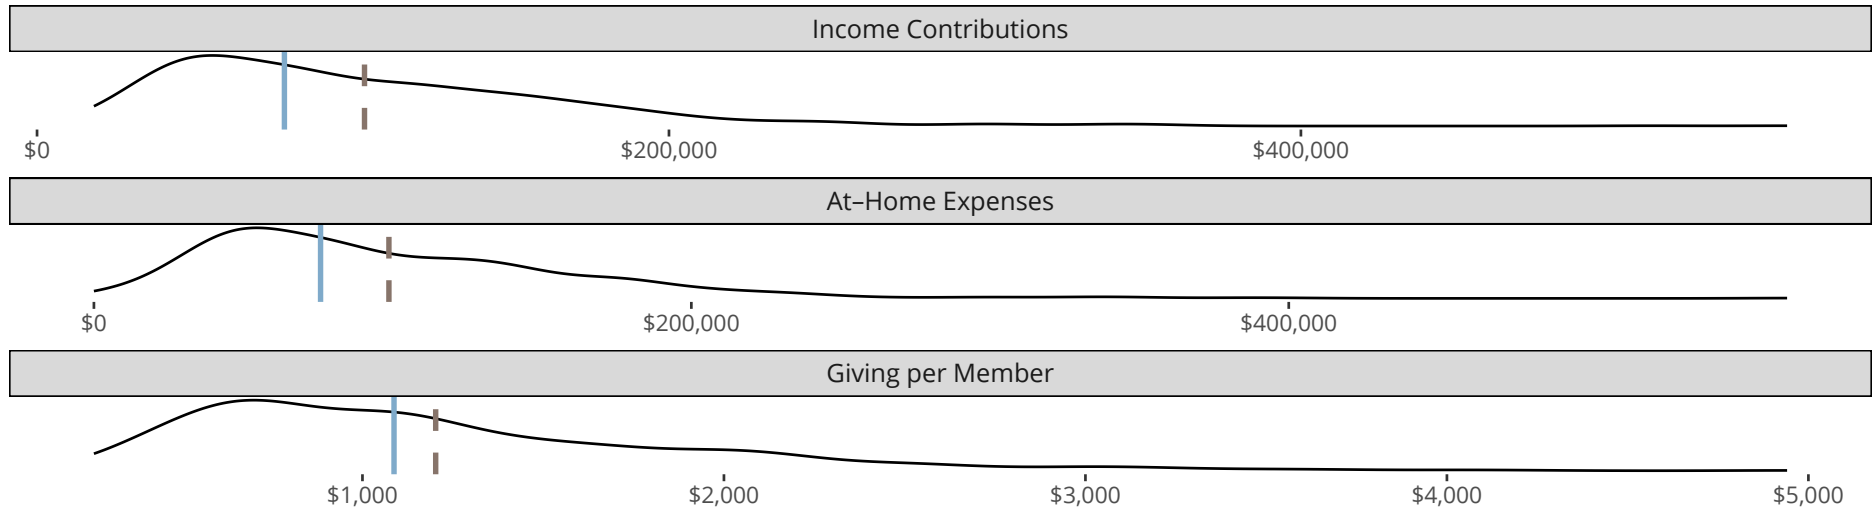 Income Contributions
$0 $200,000 $400,000
At–Home Expenses
$0 $200,000 $400,000
Giving per Member
$1,000 $2,000 $3,000 $4,000 $5,000